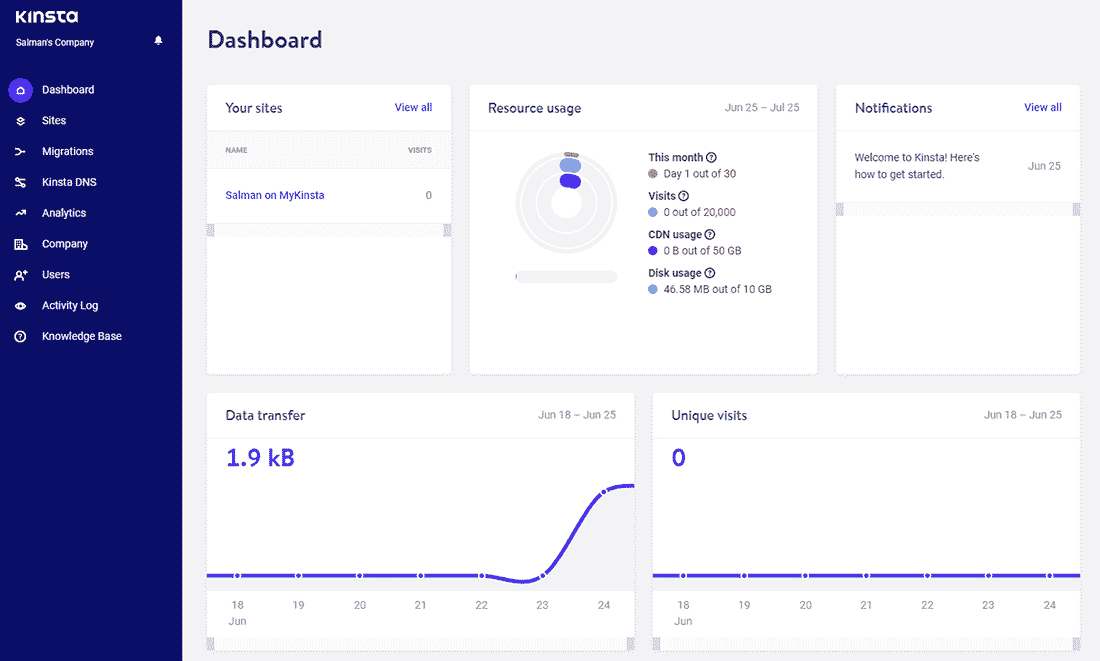 KINSTA
Salman's Company
Dashboard
Sites
Migrations
Kinsta DNS
Analytics
Company
Users
Activity Log
Knowledge Base
Dashboard
Your sites View all
NAME VISITS
Salman on MyKinsta 0
Resource usage Jun 25 – Jul 25
This month ?
Day 1 out of 30
Visits ?
0 out of 20,000
CDN usage ?
0 B out of 50 GB
Disk usage ?
46.58 MB out of 10 GB
Notifications View all
Welcome to Kinsta! Here's
how to get started.
Jun 25
Data transfer Jun 18 – Jun 25
1.9 kB
18 19 20 21 22 23 24
Jun
Unique visits Jun 18 – Jun 25
0
18 19 20 21 22 23 24
Jun